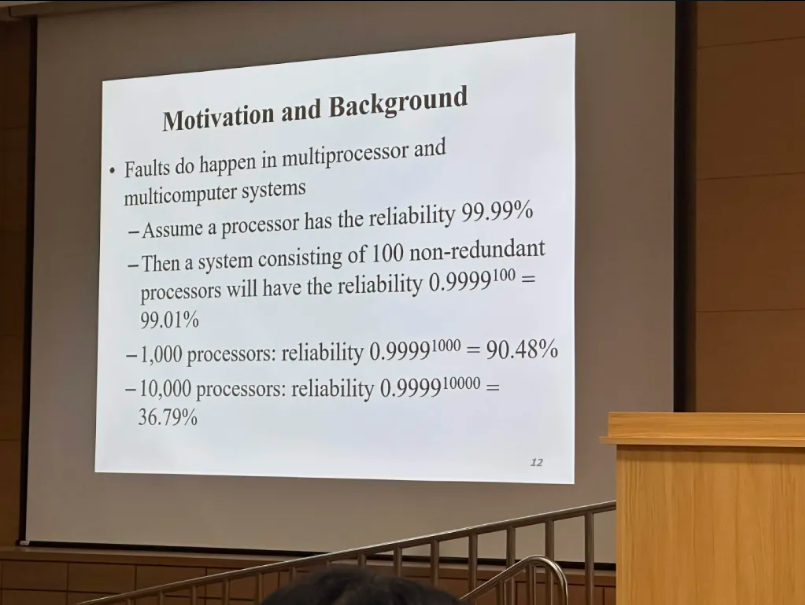 Motivation and Background
• Faults do happen in multiprocessor and
multicomputer systems
–Assume a processor has the reliability 99.99%
–Then a system consisting of 100 non-redundant
processors will have the reliability 0.9999¹⁰⁰ =
99.01%
–1,000 processors: reliability 0.9999¹⁰⁰⁰ = 90.48%
–10,000 processors: reliability 0.9999¹⁰⁰⁰⁰ =
36.79%
12